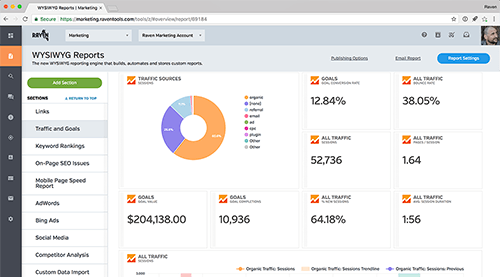 WYSIWYG Reports | Marketing
Raven
Secure
https://marketing.raventools.com/tools/z/#overview/report/69184
RAVEN
Marketing
Raven Marketing Account
WYSIWYG Reports
The new WYSIWYG reporting engine that builds, automates and stores custom reports.
Publishing Options
Email Report
Report Settings
Add Section
SECTIONS
RETURN TO TOP
Links
Traffic and Goals
Keyword Rankings
On-Page SEO Issues
Mobile Page Speed
Report
AdWords
Bing Ads
Social Media
Competitor Analysis
Custom Data Import
TRAFFIC SOURCES
SESSIONS
organic
(none)
referral
email
ad
cpc
plugin
Other
Other
GOALS
GOAL CONVERSION RATE
12.84%
ALL TRAFFIC
BOUNCE RATE
38.05%
ALL TRAFFIC
SESSIONS
52,736
ALL TRAFFIC
PAGES / SESSION
1.64
GOALS
GOAL VALUE
$204,138.00
GOALS
GOAL COMPLETIONS
10,936
ALL TRAFFIC
% NEW SESSIONS
64.18%
ALL TRAFFIC
AVG. SESSION DURATION
1:56
ALL TRAFFIC
SESSIONS
Organic Traffic: Sessions
Organic Traffic: Sessions Trendline
Organic Traffic: Sessions: Previous